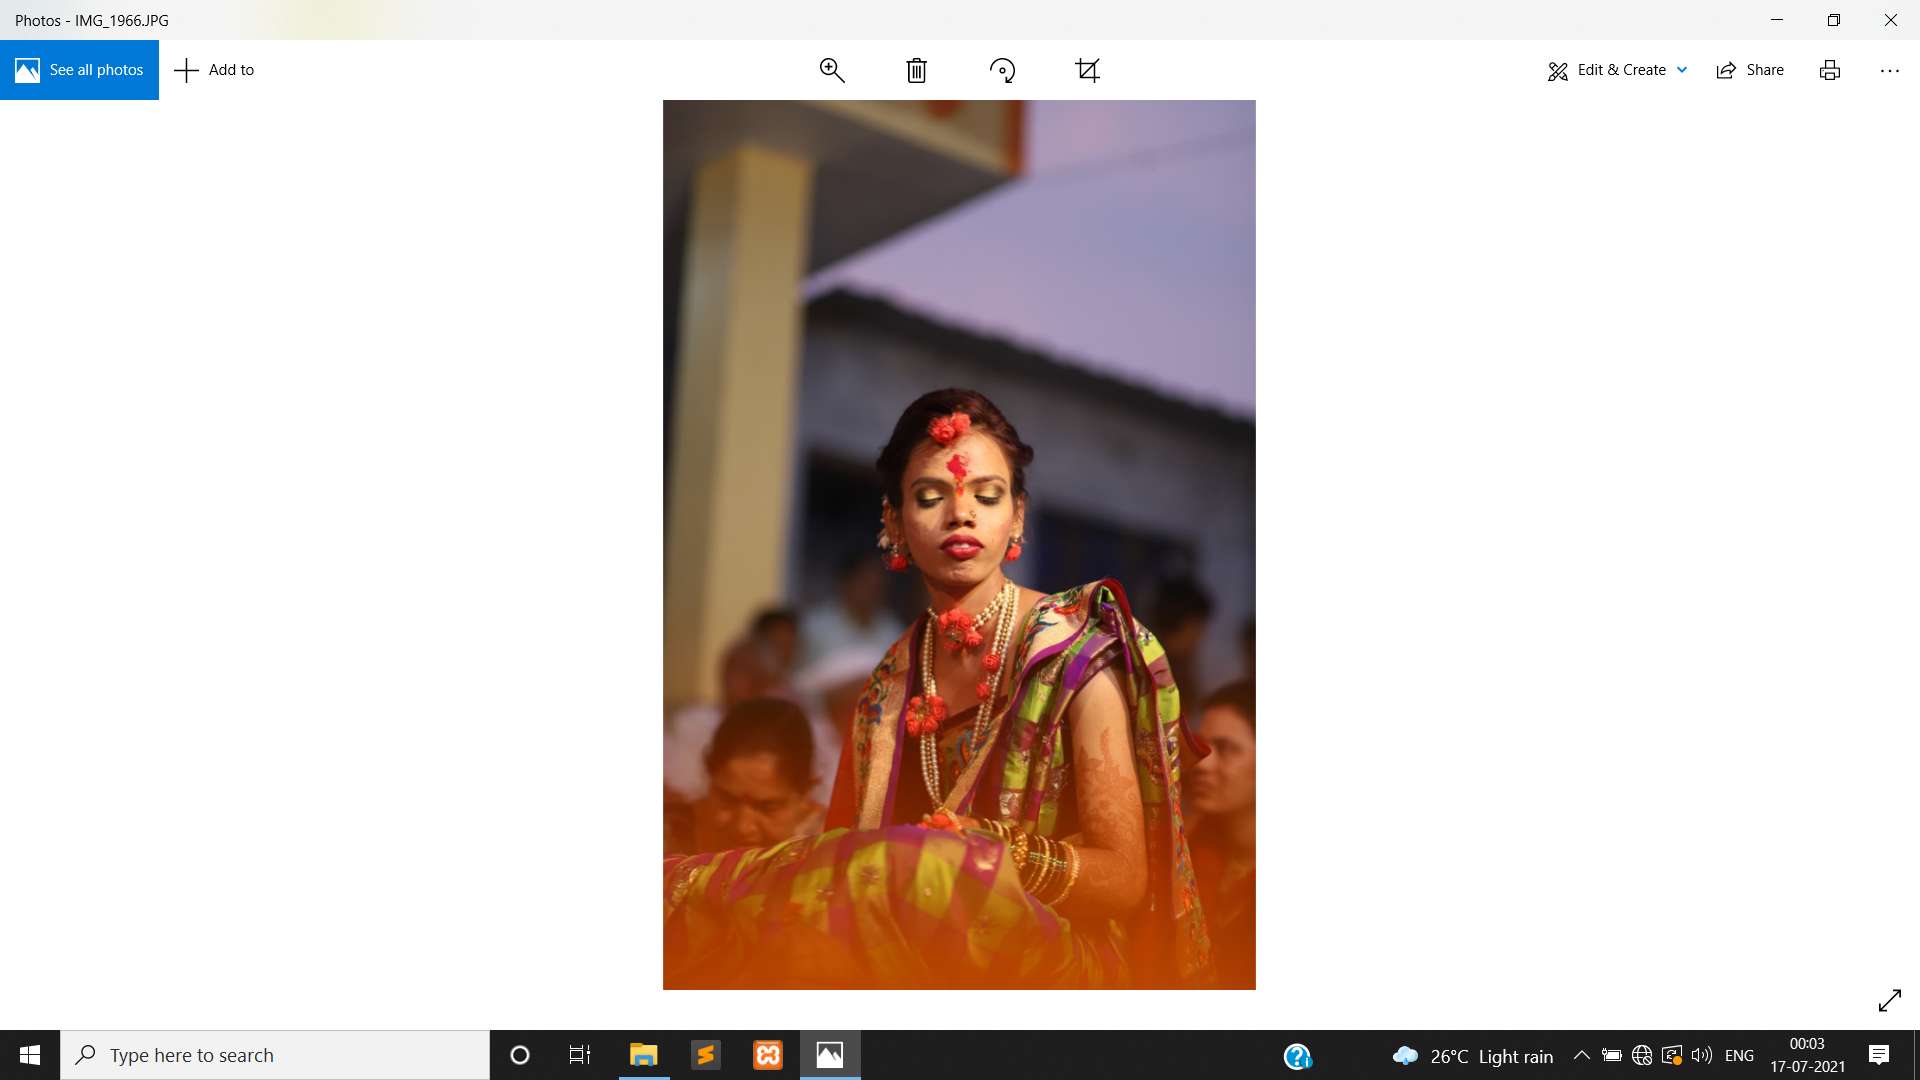 Photos - IMG_1966.JPG
See all photos
Add to
Edit & Create
Share
Type here to search
26°C Light rain
ENG
00:03
17-07-2021